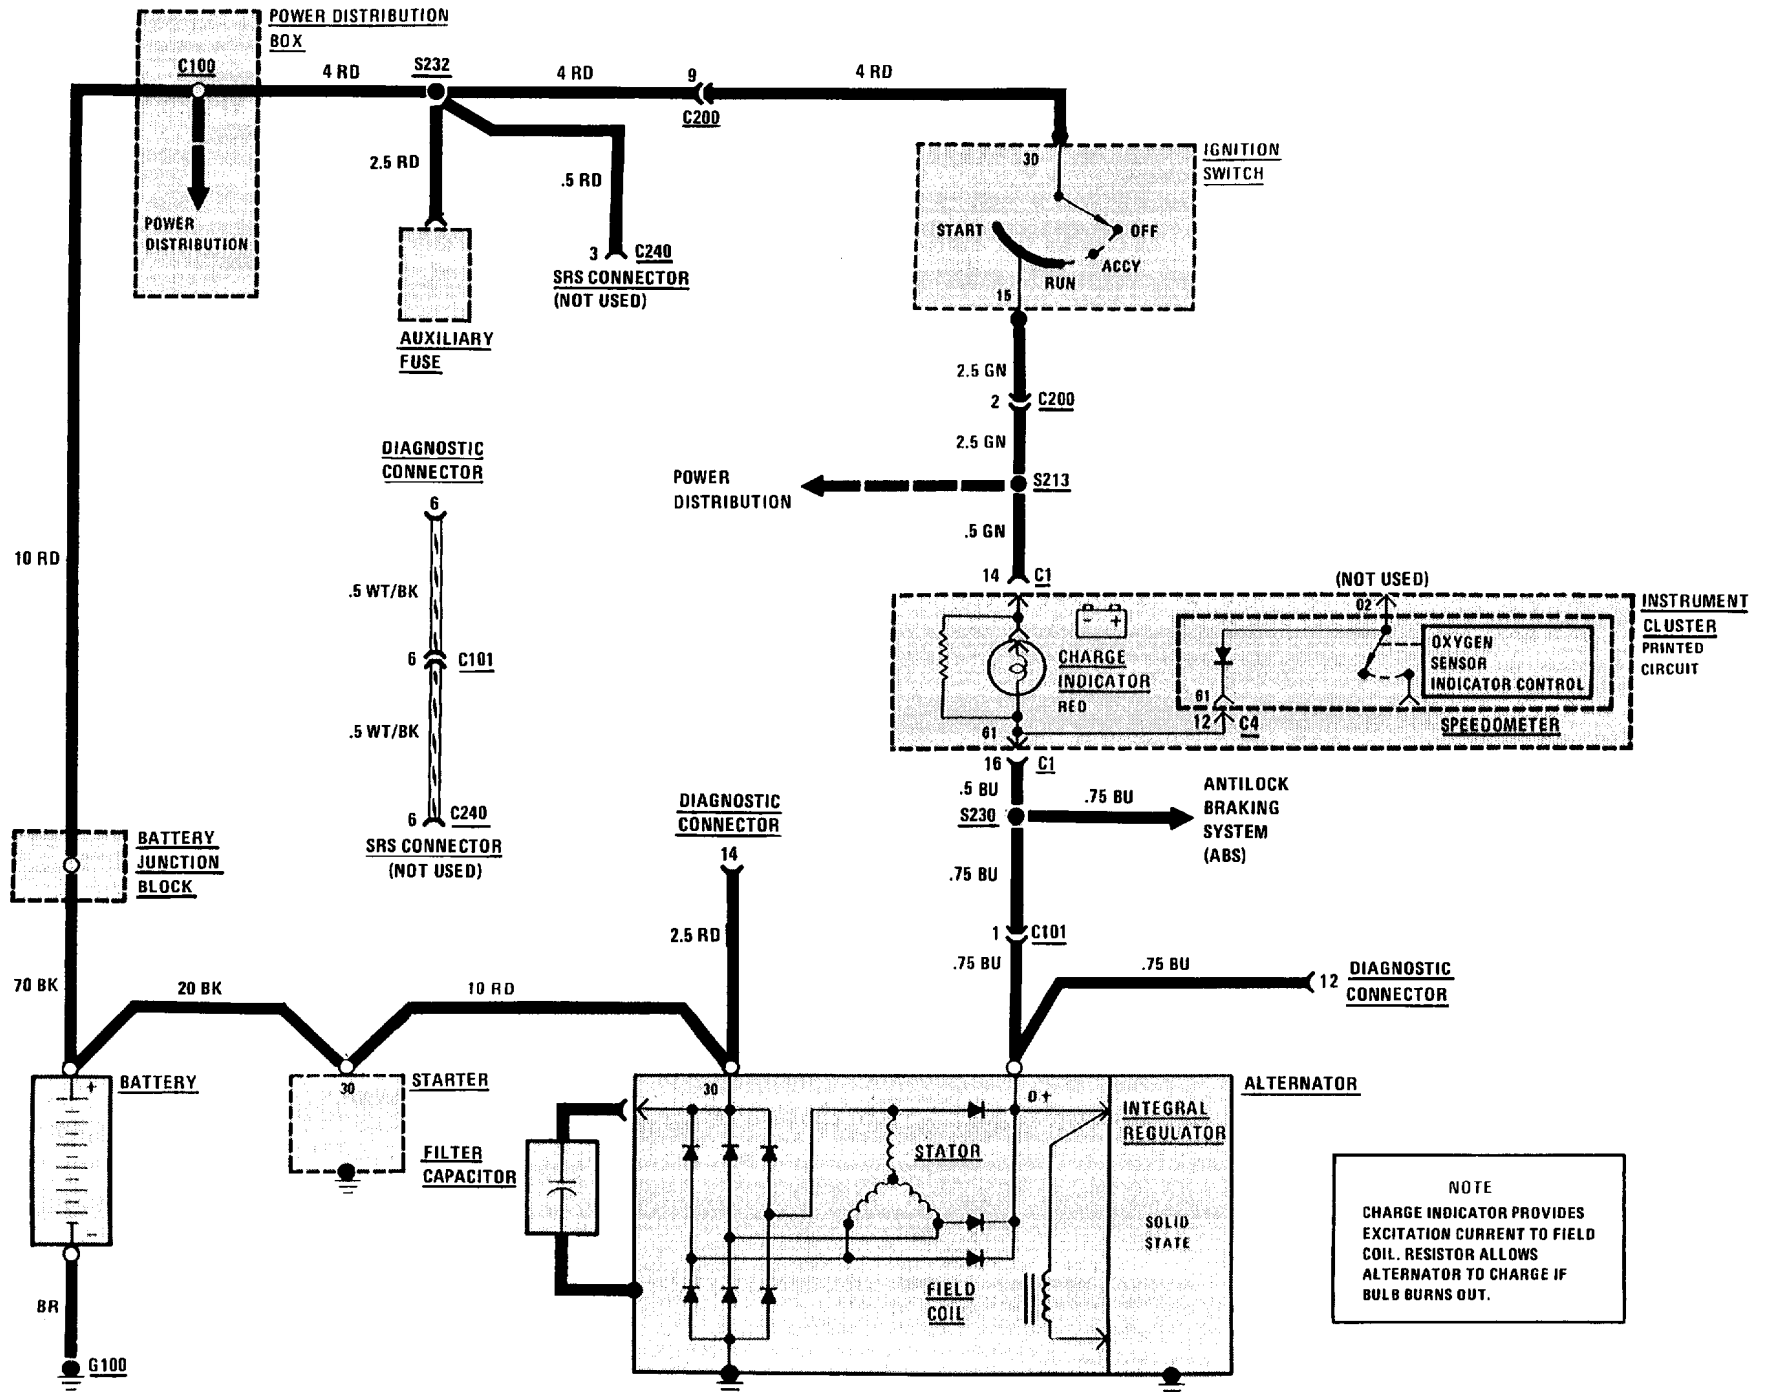 POWER DISTRIBUTION
BOX
C100
4 RD
S232
4 RD
9
C200
4 RD
POWER
DISTRIBUTION
2.5 RD
.5 RD
3
C240
SRS CONNECTOR
(NOT USED)
AUXILIARY
FUSE
IGNITION
SWITCH
30
START
OFF
ACCY
RUN
15
2.5 GN
2
C200
2.5 GN
S213
POWER
DISTRIBUTION
.5 GN
14
C1
DIAGNOSTIC
CONNECTOR
6
.5 WT/BK
6
C101
.5 WT/BK
6
C240
SRS CONNECTOR
(NOT USED)
10 RD
(NOT USED)
02
INSTRUMENT
CLUSTER
PRINTED
CIRCUIT
- +
CHARGE
INDICATOR
RED
OXYGEN
SENSOR
INDICATOR CONTROL
61
12
C4
SPEEDOMETER
61
16
C1
.5 BU
S230
.75 BU
ANTILOCK
BRAKING
SYSTEM
(ABS)
.75 BU
1
C101
.75 BU
.75 BU
12
DIAGNOSTIC
CONNECTOR
DIAGNOSTIC
CONNECTOR
14
2.5 RD
BATTERY
JUNCTION
BLOCK
70 BK
20 BK
10 RD
+
BATTERY
-
30
STARTER
BR
G100
FILTER
CAPACITOR
30
D+
ALTERNATOR
INTEGRAL
REGULATOR
STATOR
SOLID
STATE
FIELD
COIL
NOTE
CHARGE INDICATOR PROVIDES
EXCITATION CURRENT TO FIELD
COIL. RESISTOR ALLOWS
ALTERNATOR TO CHARGE IF
BULB BURNS OUT.